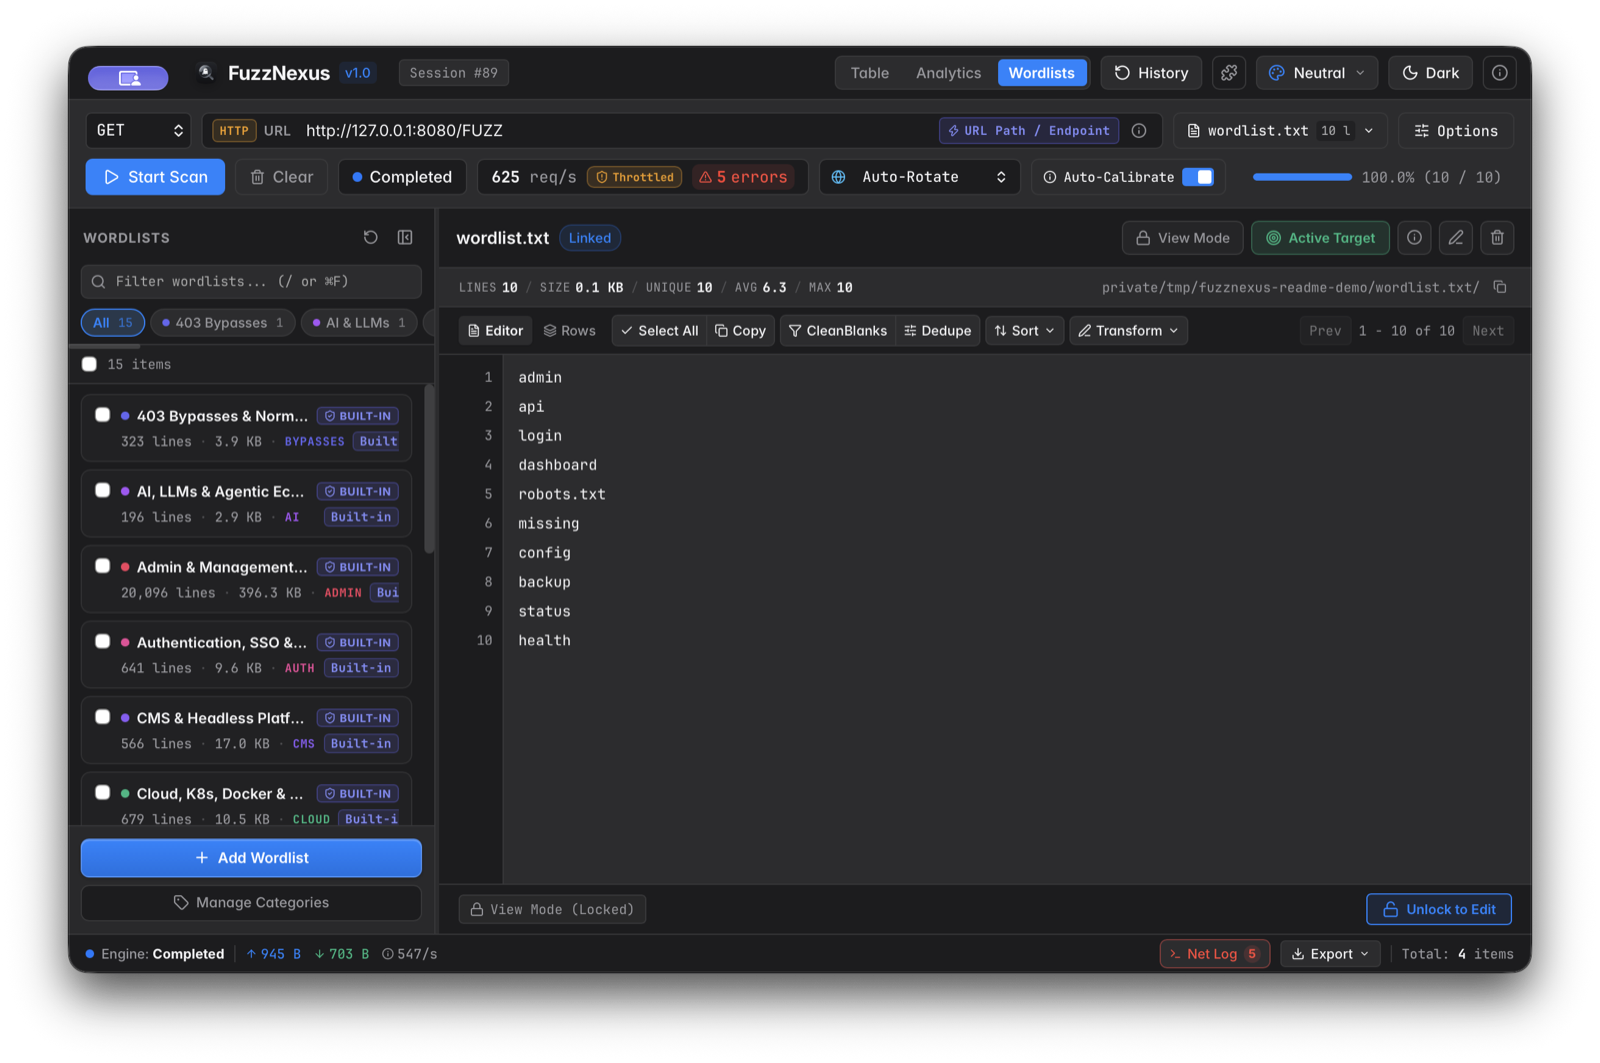 FuzzNexus v1.0 Session #89 Table Analytics Wordlists History Neutral Dark
GET HTTP URL http://127.0.0.1:8080/FUZZ URL Path / Endpoint wordlist.txt 10 l Options
Start Scan Clear Completed 625 req/s Throttled 5 errors Auto-Rotate Auto-Calibrate 100.0% (10 / 10)
WORDLISTS
Filter wordlists... (/ or ⌘F)
All 15 403 Bypasses 1 AI & LLMs 1
15 items
403 Bypasses & Norm... BUILT-IN
323 lines · 3.9 KB · BYPASSES Built
AI, LLMs & Agentic Ec... BUILT-IN
196 lines · 2.9 KB · AI Built-in
Admin & Management... BUILT-IN
20,096 lines · 396.3 KB · ADMIN Bui
Authentication, SSO &... BUILT-IN
641 lines · 9.6 KB · AUTH Built-in
CMS & Headless Platf... BUILT-IN
566 lines · 17.0 KB · CMS Built-in
Cloud, K8s, Docker & ... BUILT-IN
679 lines · 10.5 KB · CLOUD Built-i
+ Add Wordlist
Manage Categories
wordlist.txt Linked View Mode Active Target
LINES 10 / SIZE 0.1 KB / UNIQUE 10 / AVG 6.3 / MAX 10 private/tmp/fuzznexus-readme-demo/wordlist.txt/
Editor Rows Select All Copy CleanBlanks Dedupe Sort Transform Prev 1 - 10 of 10 Next
1 admin
2 api
3 login
4 dashboard
5 robots.txt
6 missing
7 config
8 backup
9 status
10 health
View Mode (Locked) Unlock to Edit
Engine: Completed ↑ 945 B ↓ 703 B 547/s Net Log 5 Export Total: 4 items